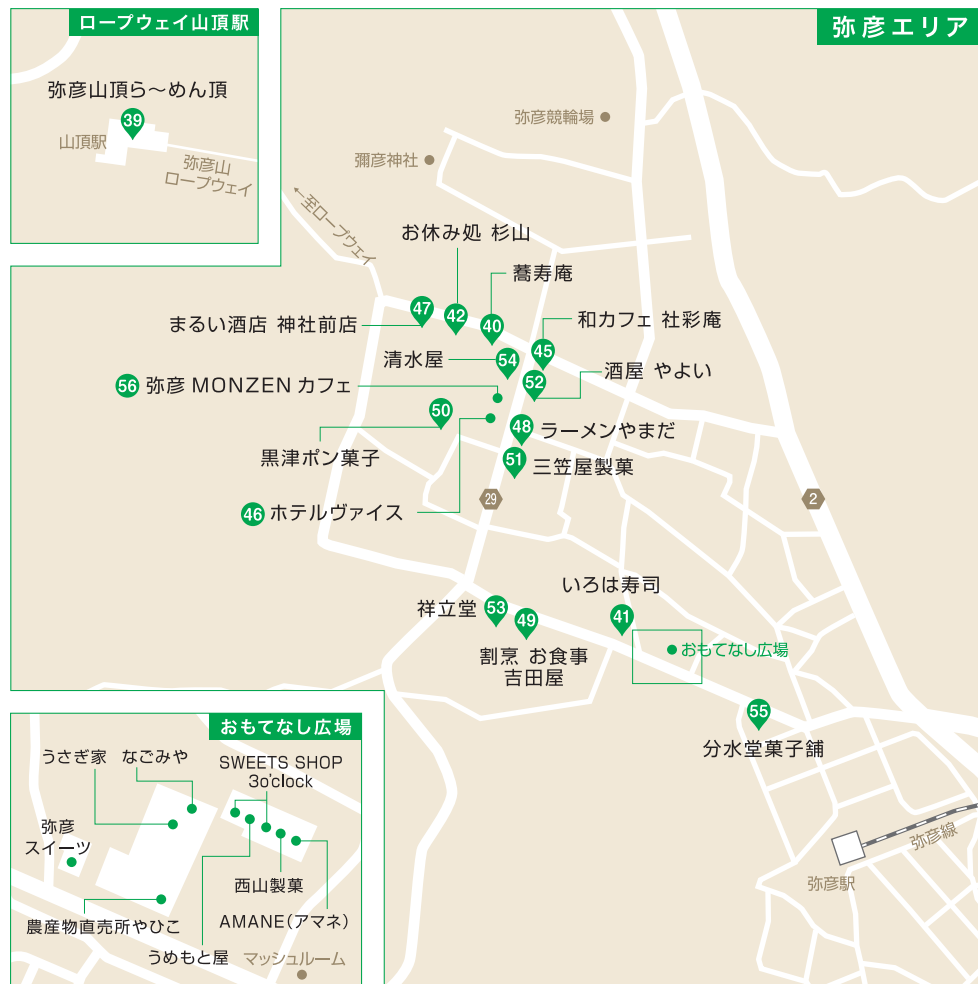 ロープウェイ山頂駅
弥彦山頂ら〜めん頂
39
山頂駅
弥彦山
ロープウェイ
弥彦エリア
弥彦競輪場
彌彦神社
←至ロープウェイ
お休み処 杉山
蕎寿庵
47
42
40
まるい酒店 神社前店
和カフェ 社彩庵
45
清水屋
54
酒屋 やよい
52
56
弥彦 MONZEN カフェ
50
48
ラーメンやまだ
黒津ポン菓子
51
三笠屋製菓
29
2
46
ホテルヴァイス
いろは寿司
祥立堂
53
49
41
割烹 お食事
吉田屋
おもてなし広場
55
分水堂菓子舗
弥彦線
弥彦駅
おもてなし広場
うさぎ家
なごみや
SWEETS SHOP
3o'clock
弥彦
スイーツ
西山製菓
農産物直売所やひこ
AMANE(アマネ)
うめもと屋
マッシュルーム